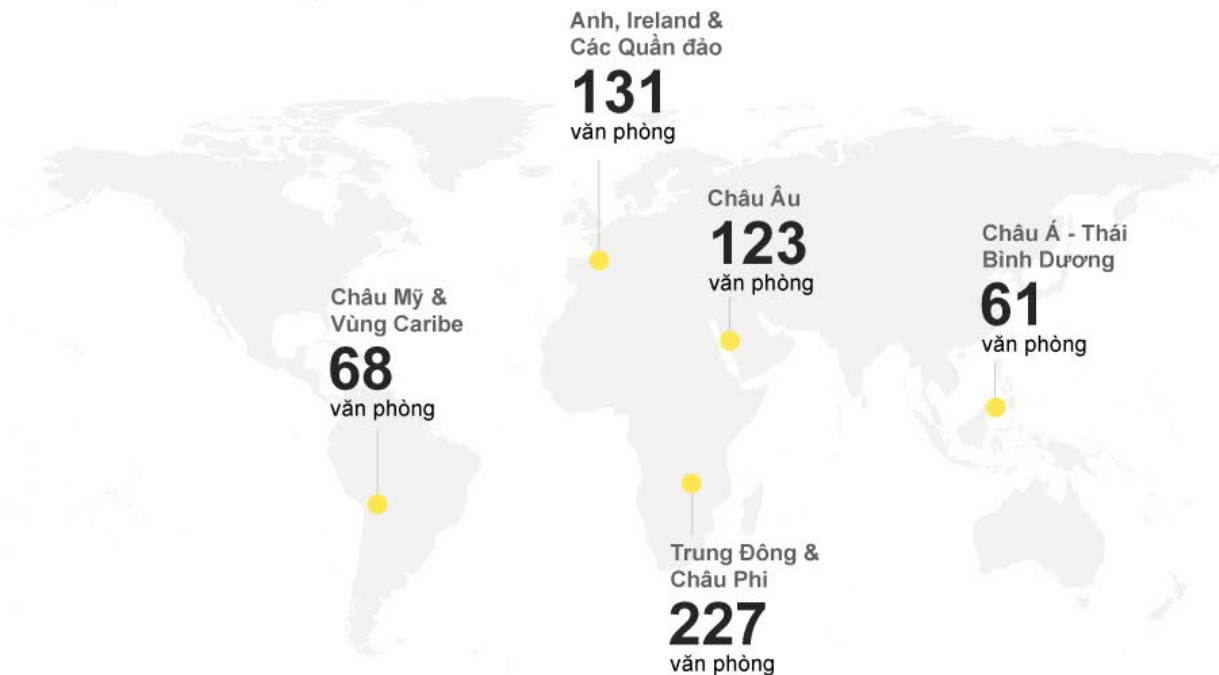 Anh, Ireland &
Các Quần đảo
131
văn phòng
Châu Âu
123
văn phòng
Châu Á - Thái
Bình Dương
61
văn phòng
Châu Mỹ &
Vùng Caribe
68
văn phòng
Trung Đông &
Châu Phi
227
văn phòng